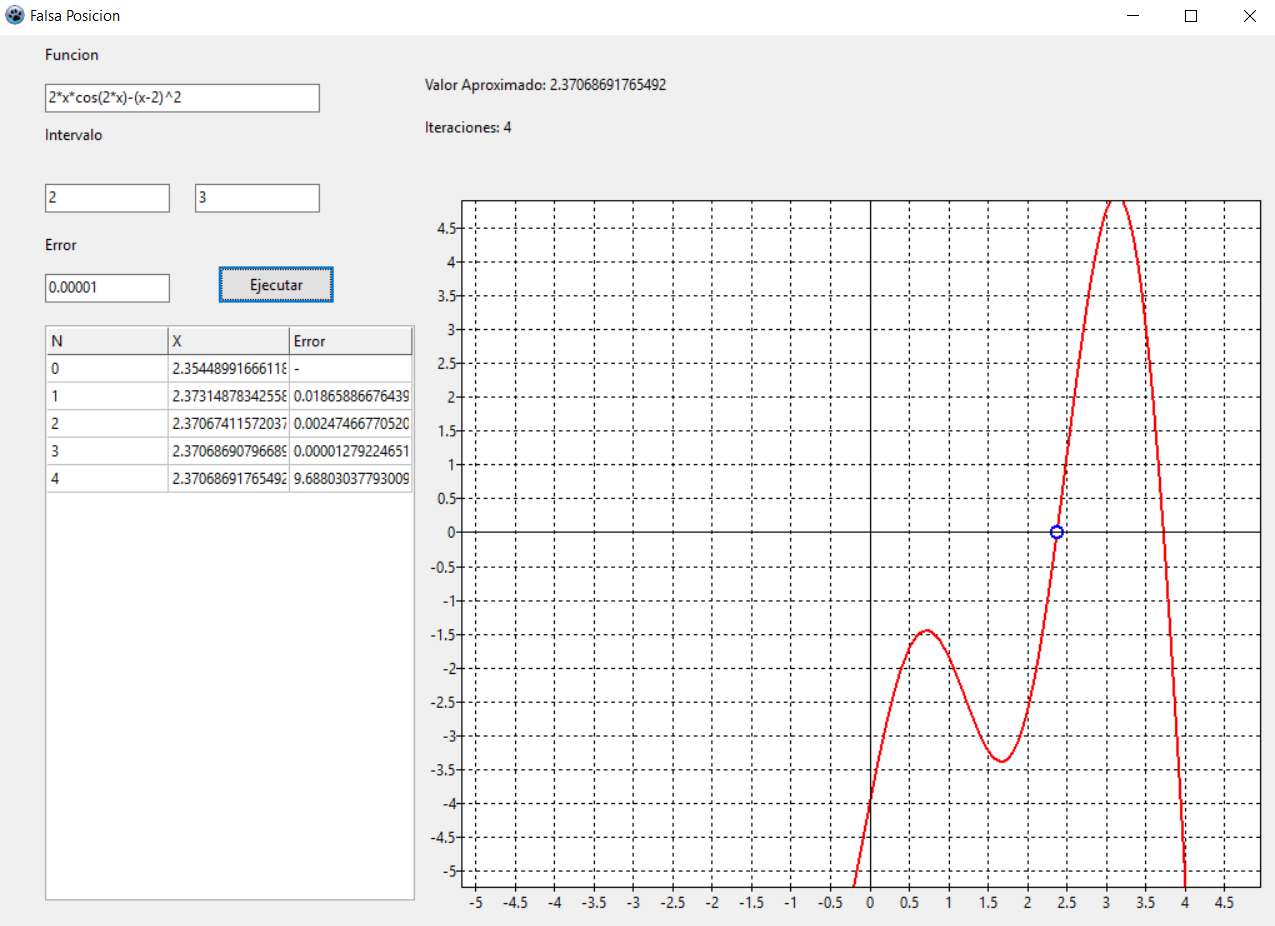 Falsa Posicion
Funcion
2*x*cos(2*x)-(x-2)^2
Intervalo
2 3
Error
0.00001 Ejecutar
Valor Aproximado: 2.37068691765492
Iteraciones: 4
N X Error
0 2.35448991666118 -
1 2.37314878342558 0.01865886676439
2 2.37067411572037 0.00247466770520
3 2.37068690796689 0.00001279224651
4 2.37068691765492 9.68803037793009
4.5
4
3.5
3
2.5
2
1.5
1
0.5
0
-0.5
-1
-1.5
-2
-2.5
-3
-3.5
-4
-4.5
-5
-5 -4.5 -4 -3.5 -3 -2.5 -2 -1.5 -1 -0.5 0 0.5 1 1.5 2 2.5 3 3.5 4 4.5